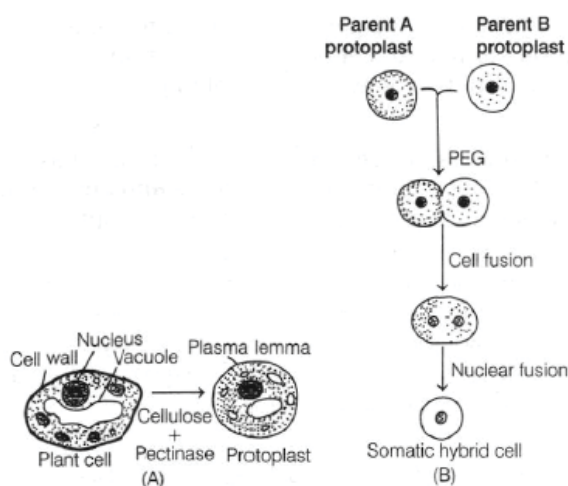 Parent A
protoplast
Parent B
protoplast
PEG
Cell fusion
Nuclear fusion
Somatic hybrid cell
(B)
Nucleus
Cell wall
Vacuole
Plasma lemma
Cellulose
+
Pectinase
Plant cell
Protoplast
(A)